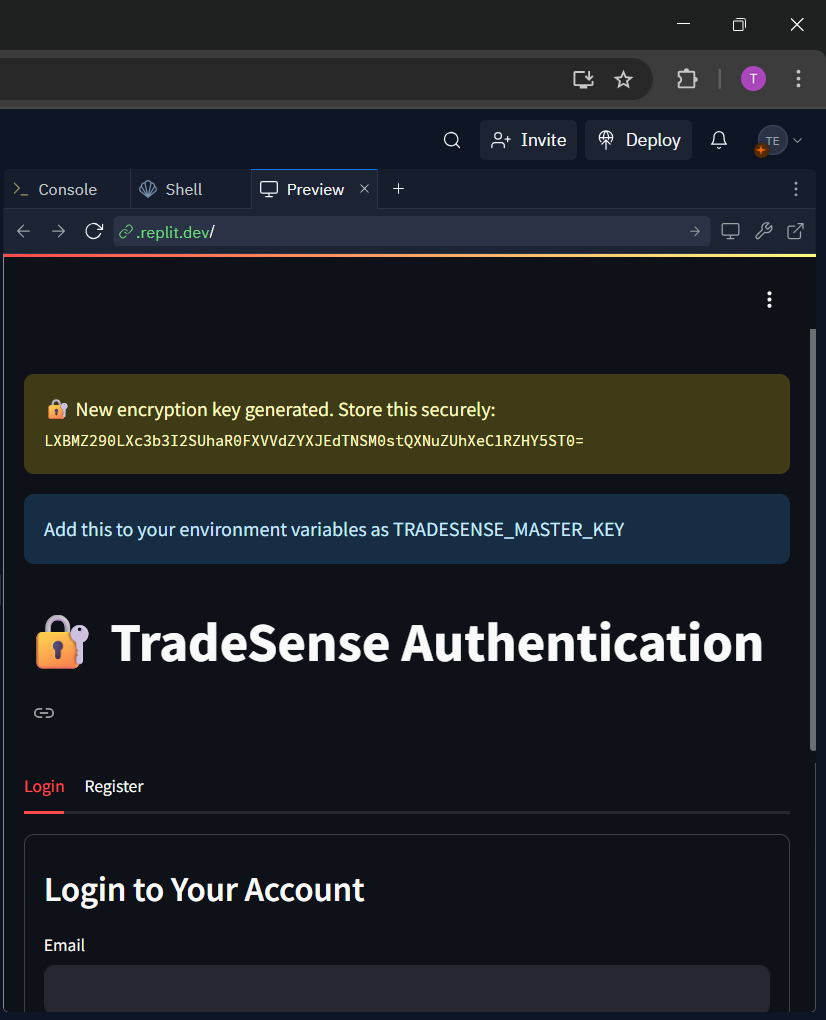 T
Invite
Deploy
TE
Console
Shell
Preview
.replit.dev/
New encryption key generated. Store this securely:
LXBMZ290LXc3b3I2SUhaR0FXVVdZYXJEdTNSM0stQXNuZUhXeC1RZHY5ST0=
Add this to your environment variables as TRADESENSE_MASTER_KEY
TradeSense Authentication
Login
Register
Login to Your Account
Email